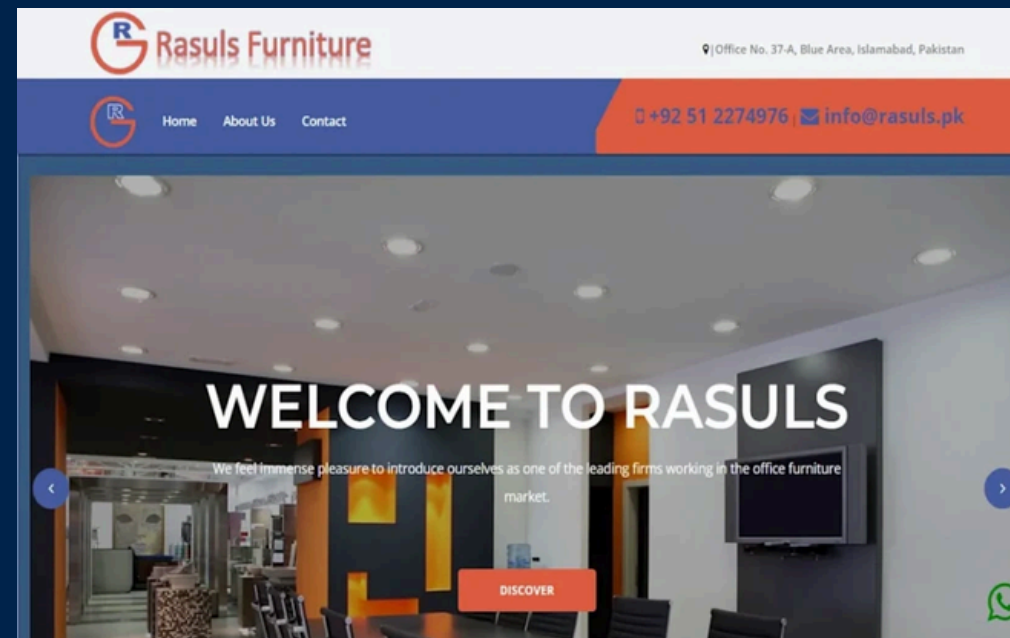 R
Rasuls Furniture
|Office No. 37-A, Blue Area, Islamabad, Pakistan
R
Home About Us Contact
+92 51 2274976 | info@rasuls.pk
WELCOME TO RASULS
We feel immense pleasure to introduce ourselves as one of the leading firms working in the office furniture
market.
DISCOVER